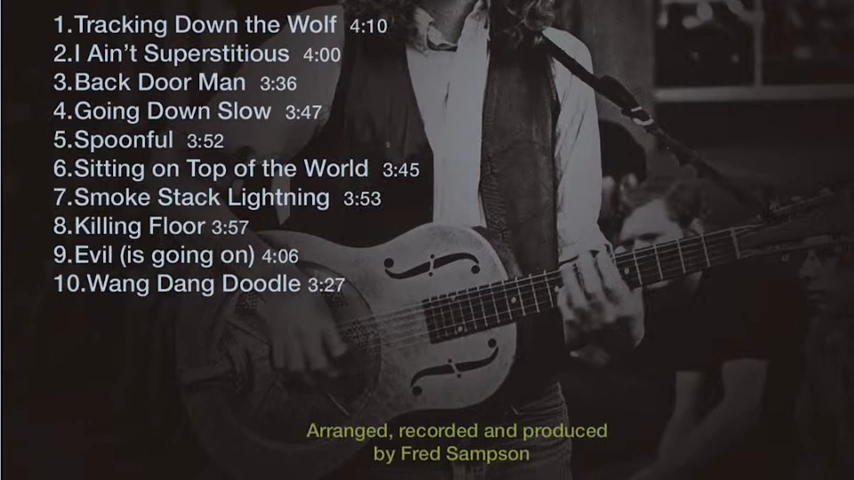 1.Tracking Down the Wolf 4:10
2.I Ain't Superstitious 4:00
3.Back Door Man 3:36
4.Going Down Slow 3:47
5.Spoonful 3:52
6.Sitting on Top of the World 3:45
7.Smoke Stack Lightning 3:53
8.Killing Floor 3:57
9.Evil (is going on) 4:06
10.Wang Dang Doodle 3:27
Arranged, recorded and produced
by Fred Sampson